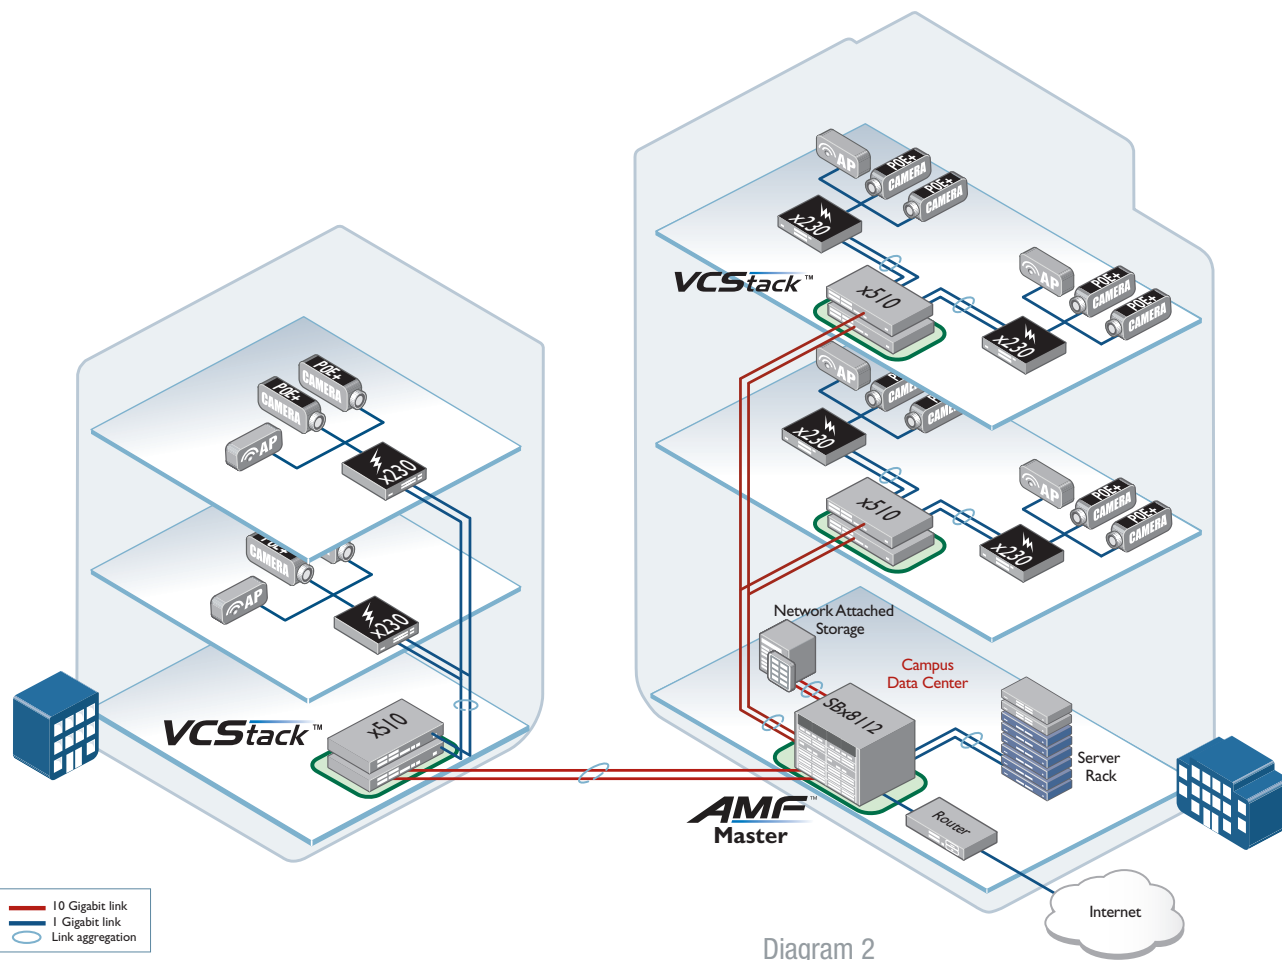 AP
POE+
CAMERA
POE+
CAMERA
x230
VCStack™
x510
AP
POE+
CAMERA
POE+
CAMERA
x230
POE+
CAMERA
POE+
CAMERA
AP
x230
AP
x230
x510
AP
POE+
CAMERA
POE+
CAMERA
x230
CAMERA
AP
x230
Network Attached
Storage
Campus
Data Center
SBx8112
VCStack™
x510
Server
Rack
AMF™
Master
Router
Internet
10 Gigabit link
1 Gigabit link
Link aggregation
Diagram 2